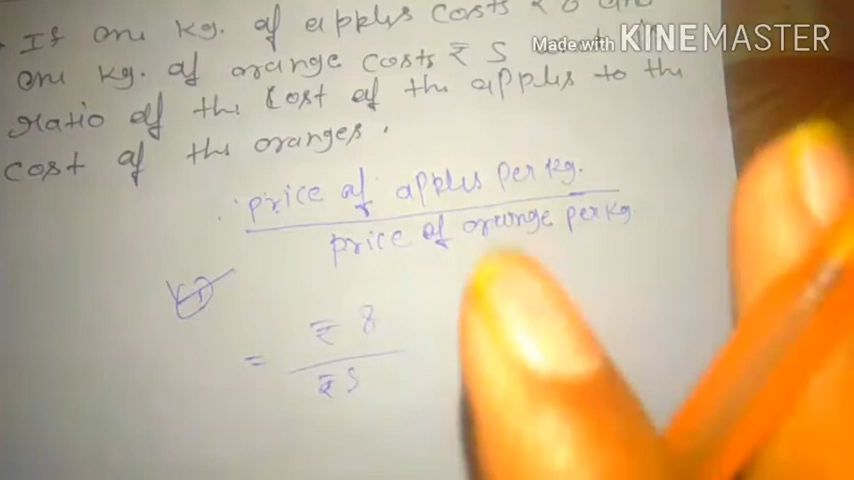 If one kg. of apples costs ₹ 8 and
one kg. of orange costs ₹ 5
ratio of the cost of the apples to the
cost of the oranges.
price of apples per kg.
price of orange per kg
= ₹ 8
₹ 5
Made with KINEMASTER